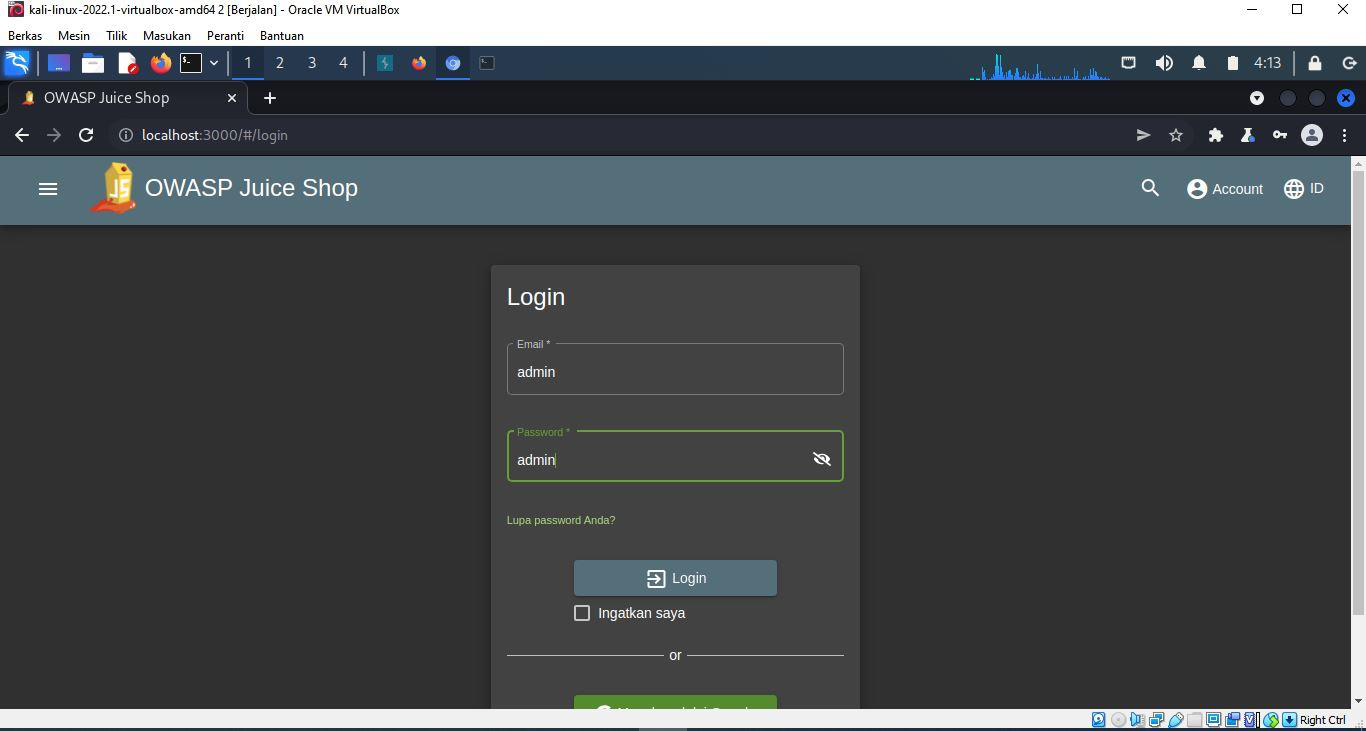 kali-linux-2022.1-virtualbox-amd64 2 [Berjalan] - Oracle VM VirtualBox
Berkas Mesin Tilik Masukan Peranti Bantuan
1 2 3 4 4:13
OWASP Juice Shop
localhost:3000/#/login
JS OWASP Juice Shop Account ID
Login
Email *
admin
Password *
admin
Lupa password Anda?
Login
Ingatkan saya
or
Right Ctrl